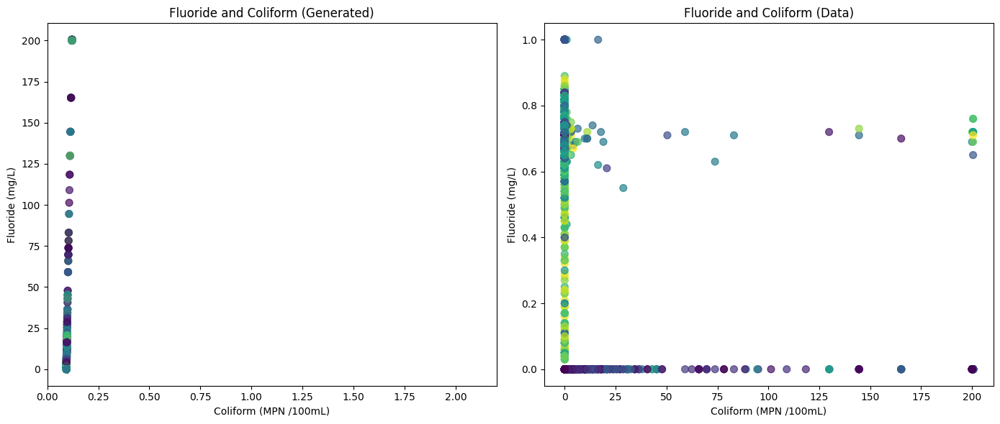 Fluoride and Coliform (Generated)
200
175
150
125
100
75
50
25
0
Fluoride (mg/L)
0.00 0.25 0.50 0.75 1.00 1.25 1.50 1.75 2.00
Coliform (MPN /100mL)
Fluoride and Coliform (Data)
1.0
0.8
0.6
0.4
0.2
0.0
Fluoride (mg/L)
0 25 50 75 100 125 150 175 200
Coliform (MPN /100mL)